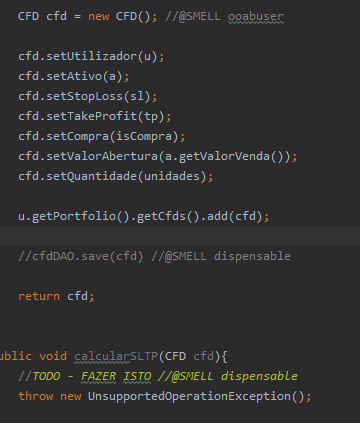 CFD cfd = new CFD(); //@SMELL ooabuser
cfd.setUtilizador(u);
cfd.setAtivo(a);
cfd.setStopLoss(sl);
cfd.setTakeProfit(tp);
cfd.setCompra(isCompra);
cfd.setValorAbertura(a.getValorVenda());
cfd.setQuantidade(unidades);
u.getPortfolio().getCfds().add(cfd);
//cfdDAO.save(cfd) //@SMELL dispensable
return cfd;
ublic void calcularSLTP(CFD cfd){
//TODO - FAZER ISTO //@SMELL dispensable
throw new UnsupportedOperationException();